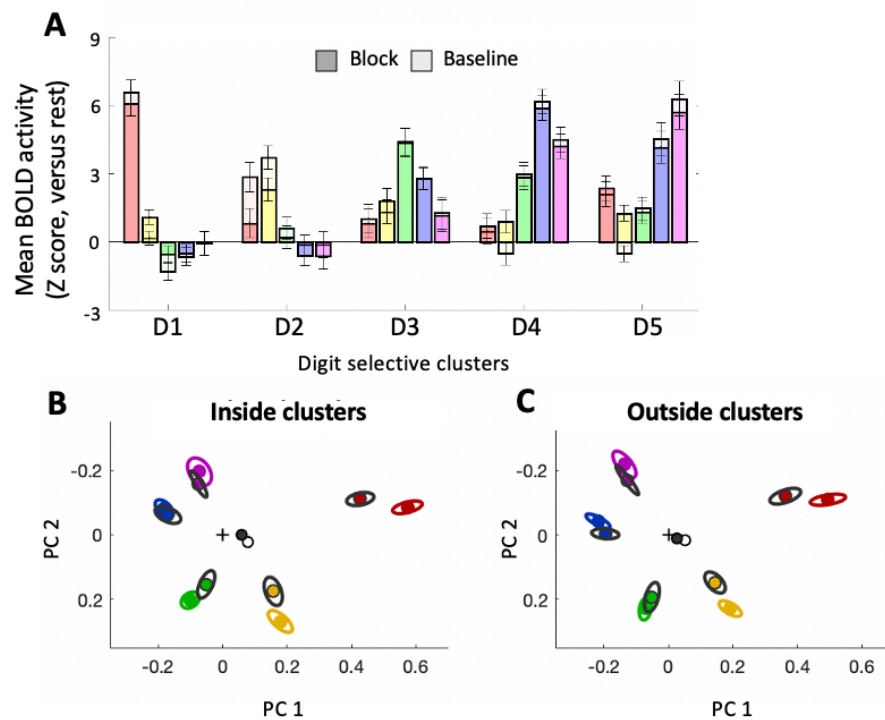 A
Mean BOLD activity
(Z score, versus rest)
9
6
3
0
-3
Block
Baseline
D1
D2
D3
D4
D5
Digit selective clusters
B
Inside clusters
PC 2
-0.2
0
0.2
-0.2
0
0.2
0.4
0.6
PC 1
C
Outside clusters
PC 2
-0.2
0
0.2
-0.2
0
0.2
0.4
0.6
PC 1